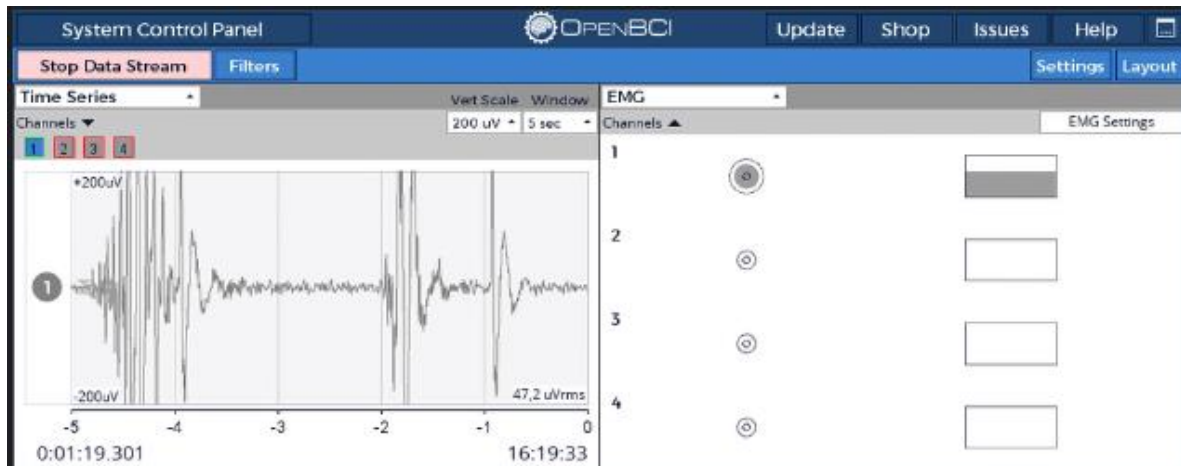 System Control Panel
OpenBCI
Update
Shop
Issues
Help
Stop Data Stream
Filters
Settings
Layout
Time Series
Vert Scale
Window
Channels
200 uV
5 sec
1 2 3 4
+200uV
1
-200uV
47,2 uVrms
-5 -4 -3 -2 -1 0
0:01:19.301
16:19:33
EMG
Channels
EMG Settings
1
2
3
4